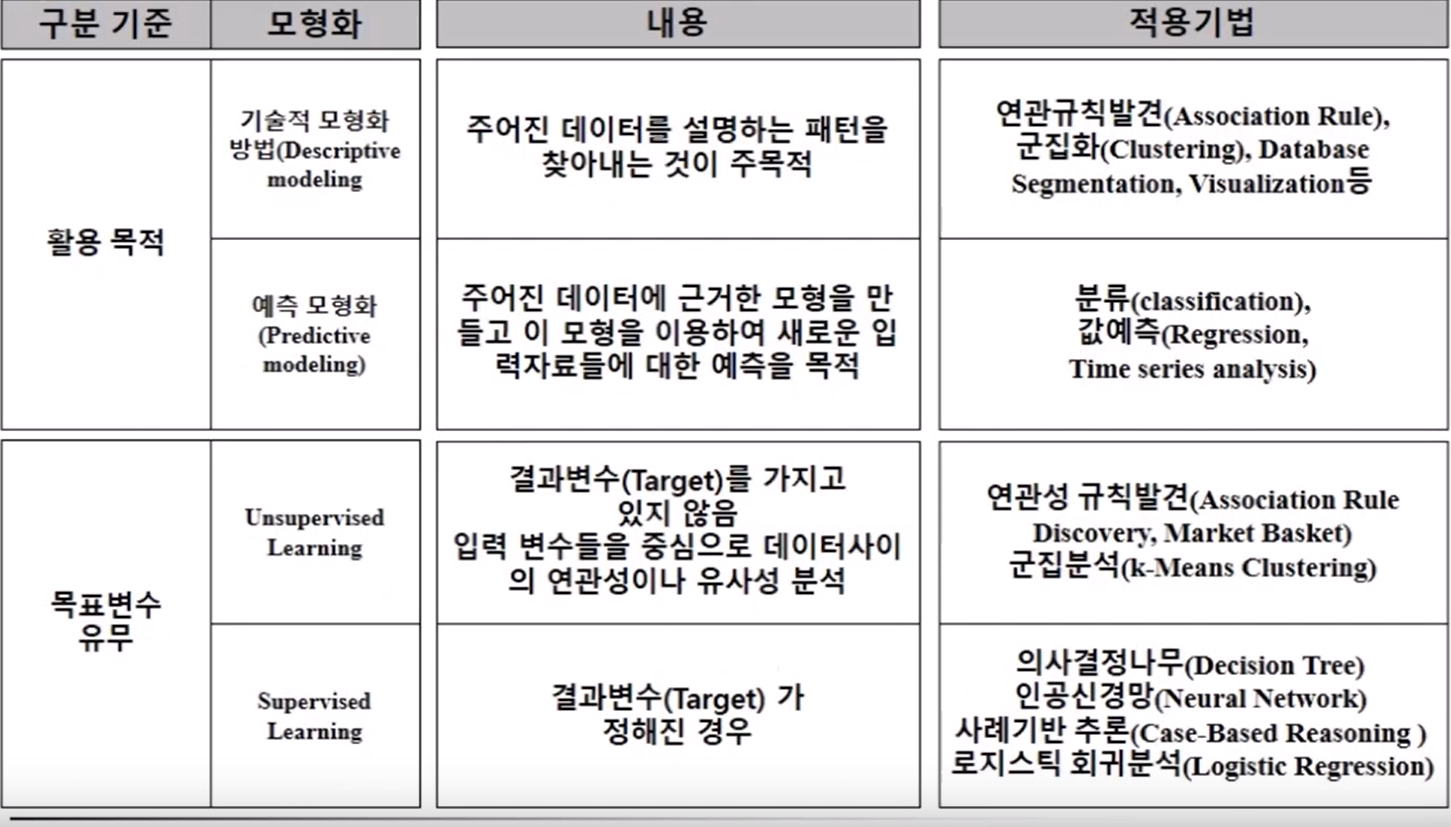 구분 기준
모형화
내용
적용기법
활용 목적
기술적 모형화
방법(Descriptive
modeling
주어진 데이터를 설명하는 패턴을
찾아내는 것이 주목적
연관규칙발견(Association Rule),
군집화(Clustering), Database
Segmentation, Visualization등
예측 모형화
(Predictive
modeling)
주어진 데이터에 근거한 모형을 만
들고 이 모형을 이용하여 새로운 입
력자료들에 대한 예측을 목적
분류(classification),
값예측(Regression,
Time series analysis)
목표변수
유무
Unsupervised
Learning
결과변수(Target)를 가지고
있지 않음
입력 변수들을 중심으로 데이터사이
의 연관성이나 유사성 분석
연관성 규칙발견(Association Rule
Discovery, Market Basket)
군집분석(k-Means Clustering)
Supervised
Learning
결과변수(Target) 가
정해진 경우
의사결정나무(Decision Tree)
인공신경망(Neural Network)
사례기반 추론(Case-Based Reasoning )
로지스틱 회귀분석(Logistic Regression)